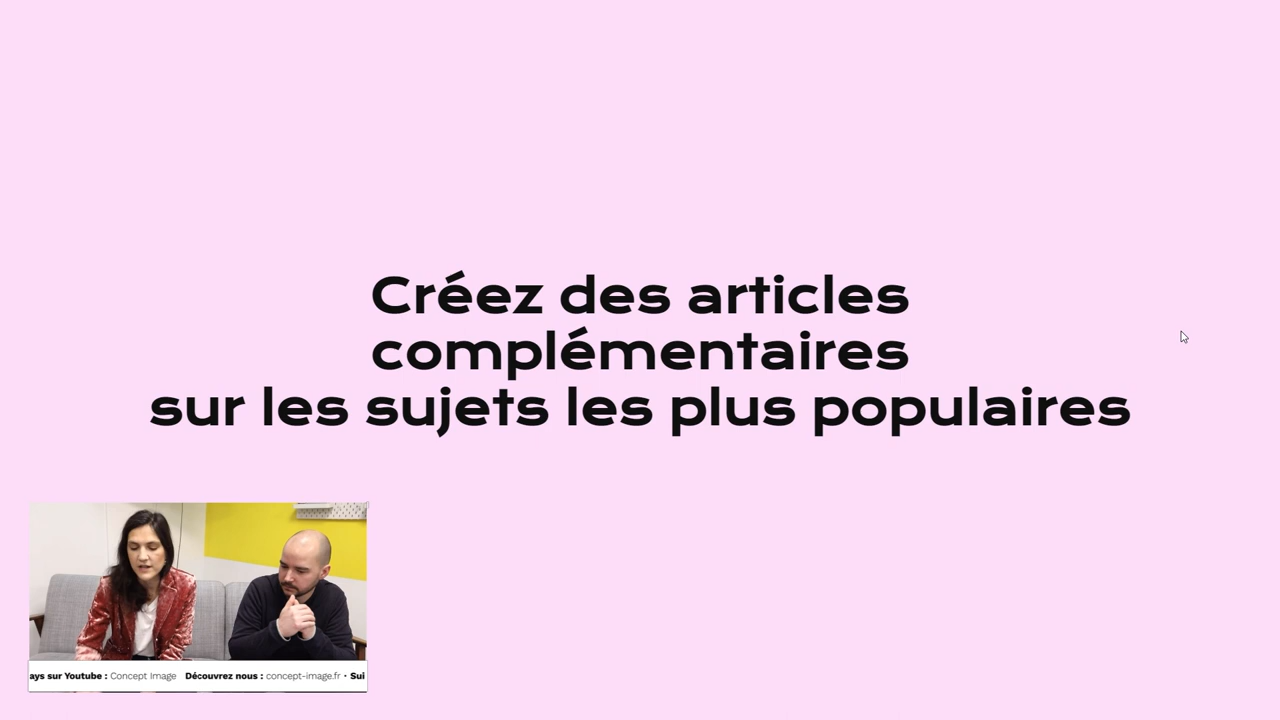 Créez des articles
complémentaires
sur les sujets les plus populaires
ays sur Youtube : Concept Image Découvrez nous : concept-image.fr • Sui